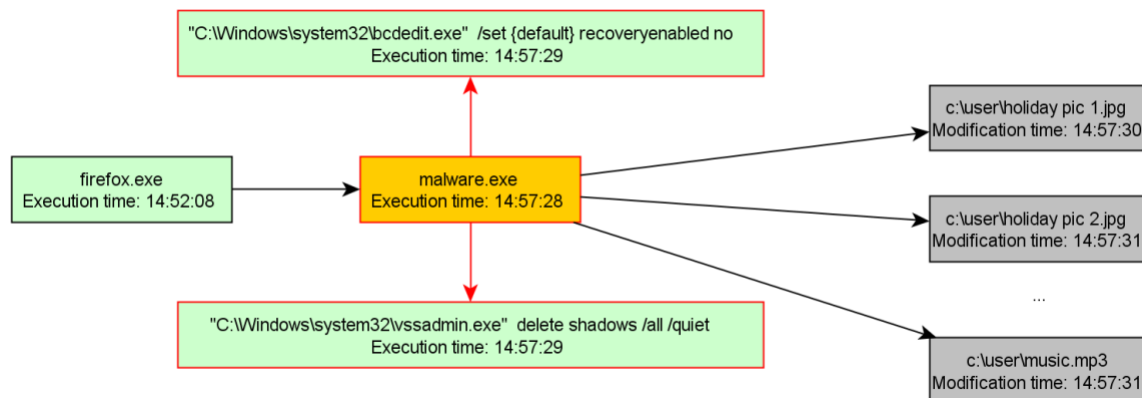 "C:\Windows\system32\bcdedit.exe"  /set {default} recoveryenabled no
Execution time: 14:57:29
c:\user\holiday pic 1.jpg
Modification time: 14:57:30
firefox.exe
Execution time: 14:52:08
malware.exe
Execution time: 14:57:28
c:\user\holiday pic 2.jpg
Modification time: 14:57:31
...
"C:\Windows\system32\vssadmin.exe"  delete shadows /all /quiet
Execution time: 14:57:29
c:\user\music.mp3
Modification time: 14:57:31